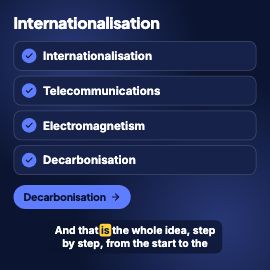 Internationalisation
Internationalisation
Telecommunications
Electromagnetism
Decarbonisation
Decarbonisation →
And that is the whole idea, step
by step, from the start to the